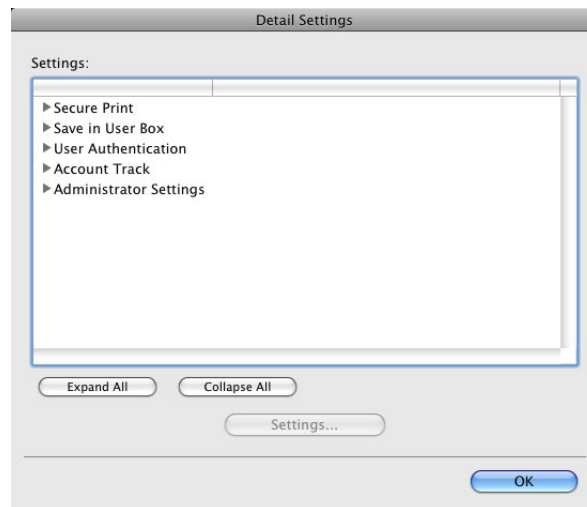 Detail Settings
Settings:
Secure Print
Save in User Box
User Authentication
Account Track
Administrator Settings
Expand All
Collapse All
Settings...
OK